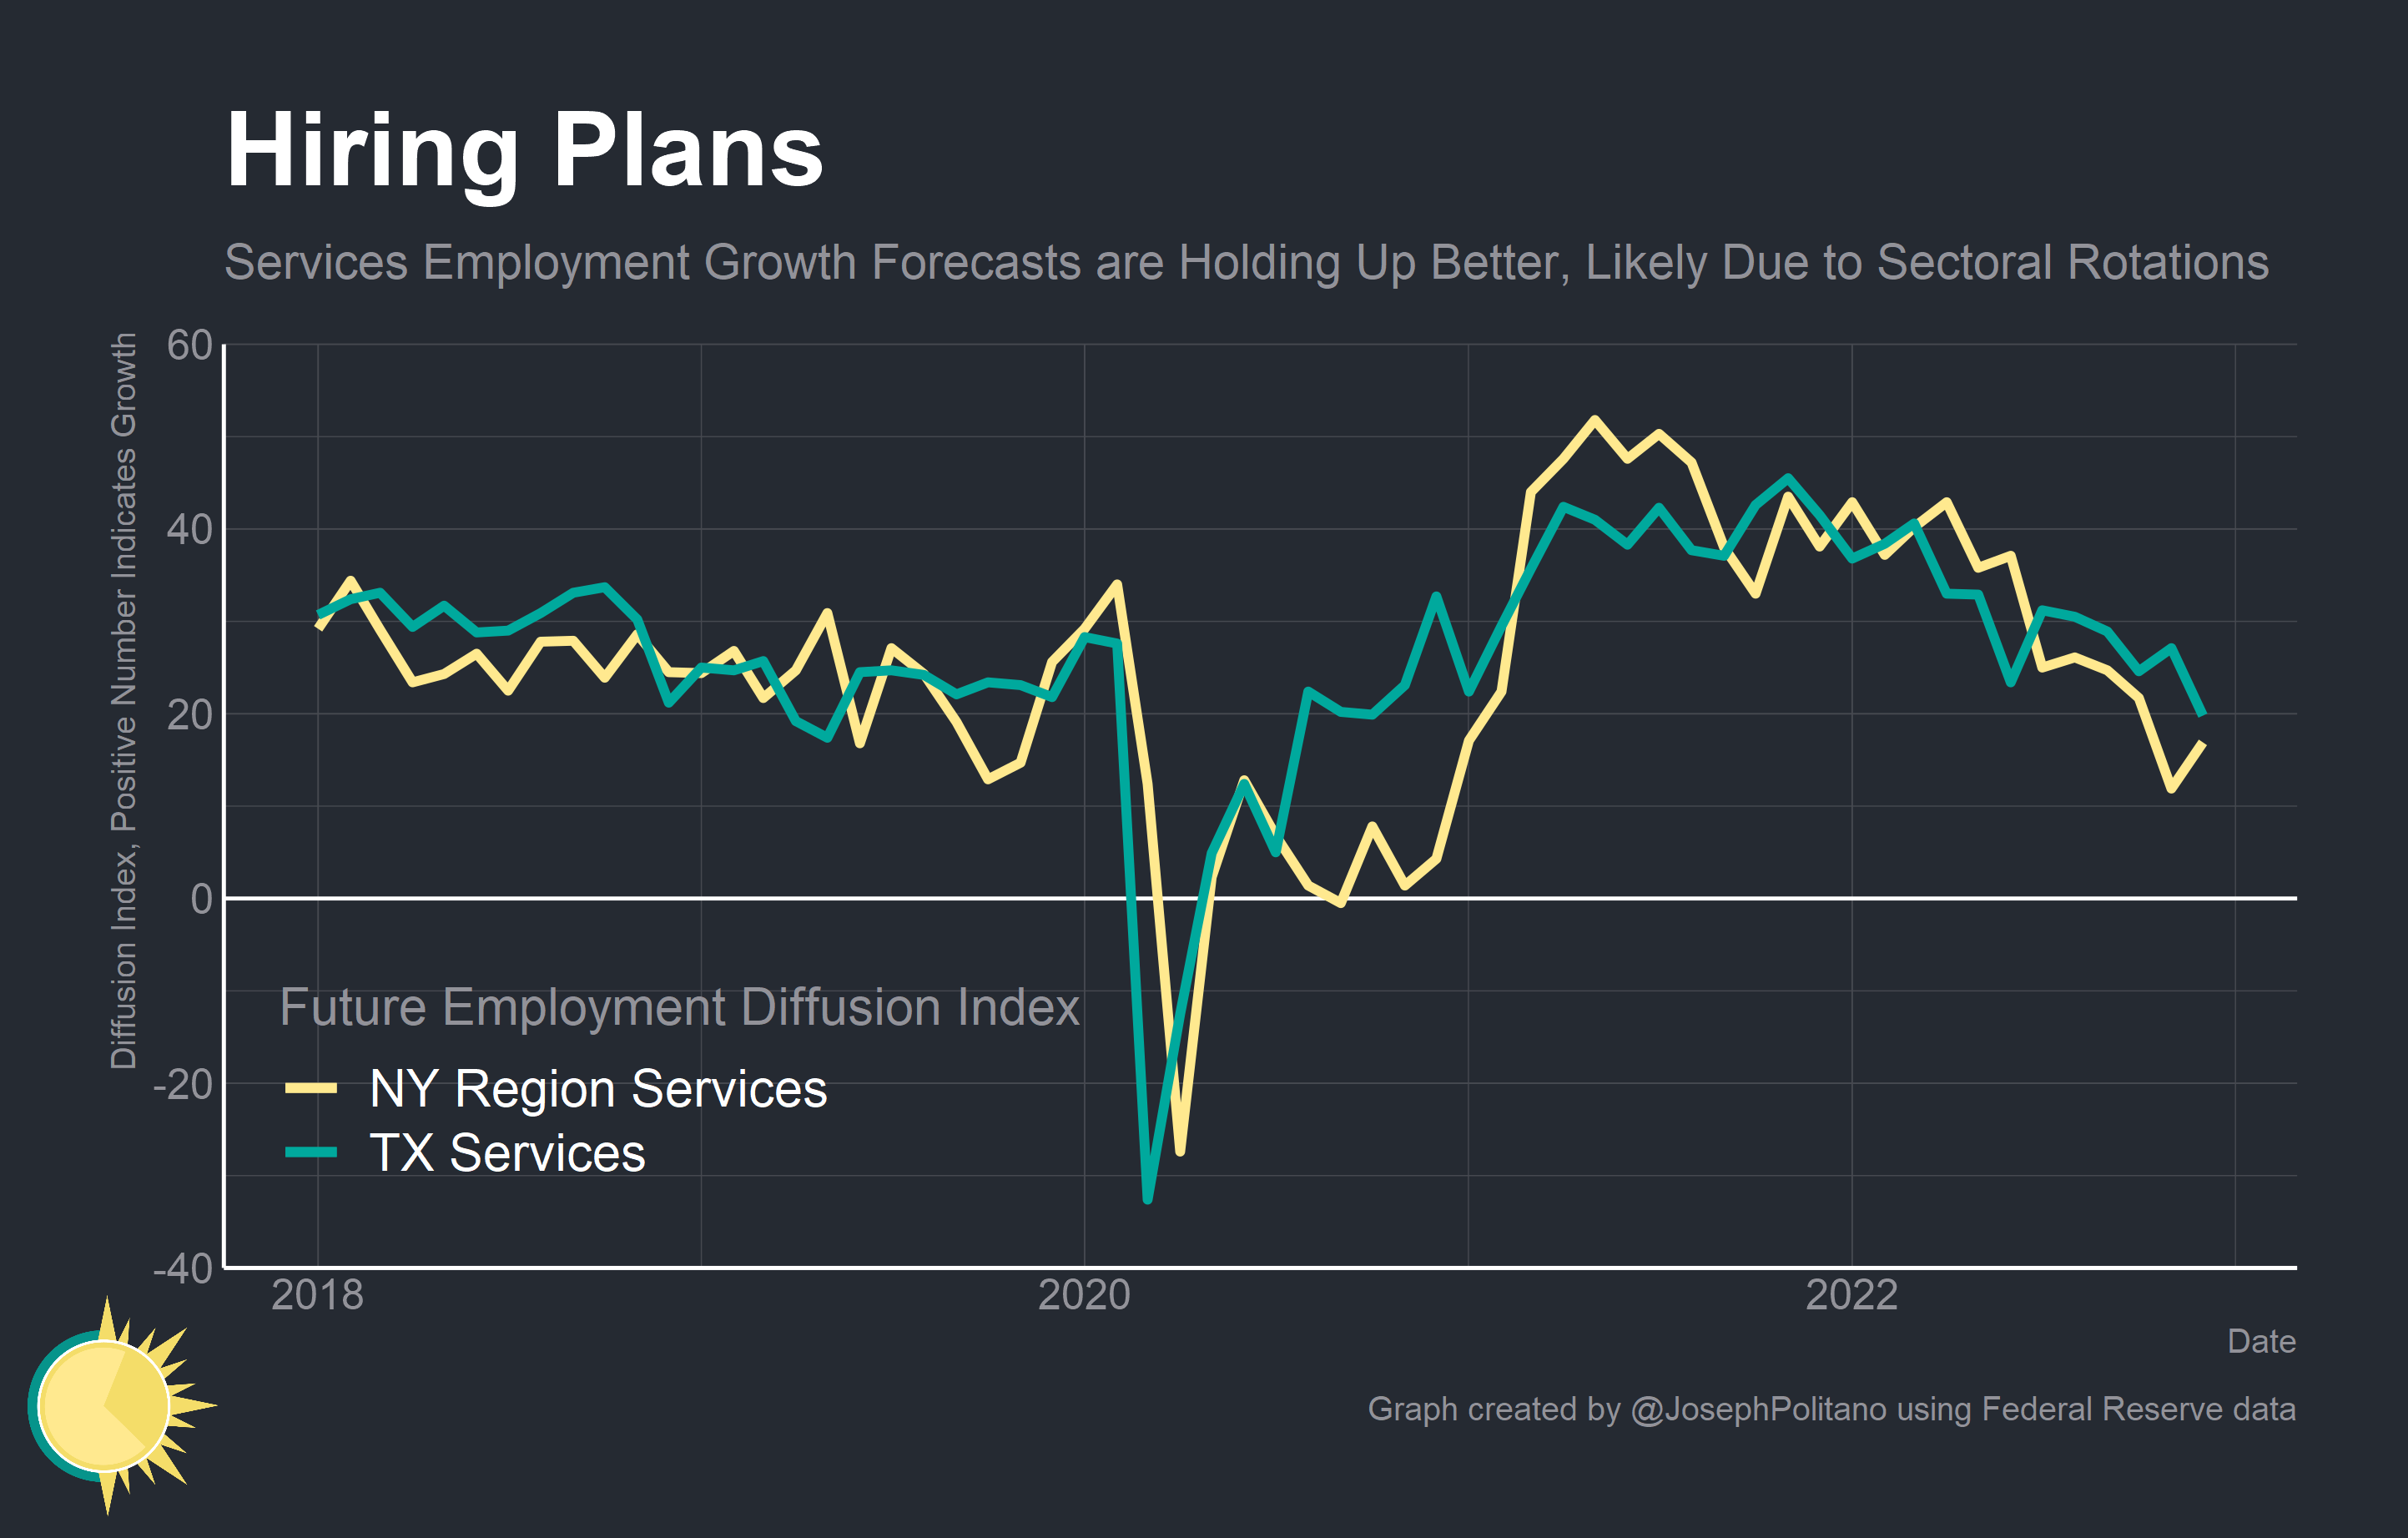 Hiring Plans
Services Employment Growth Forecasts are Holding Up Better, Likely Due to Sectoral Rotations
Diffusion Index, Positive Number Indicates Growth
60
40
20
0
-20
-40
Future Employment Diffusion Index
NY Region Services
TX Services
2018
2020
2022
Date
Graph created by @JosephPolitano using Federal Reserve data